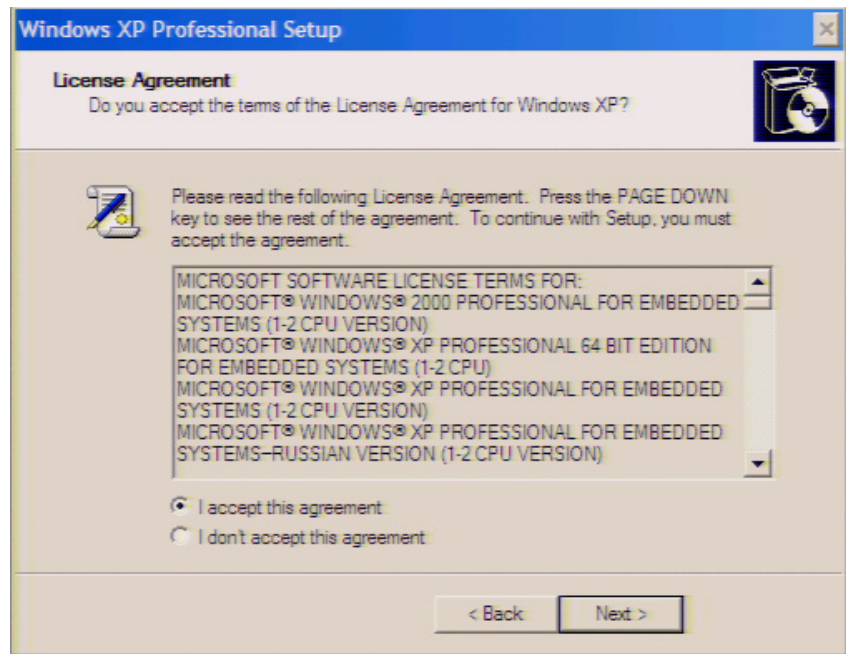 Windows XP Professional Setup
License Agreement
Do you accept the terms of the License Agreement for Windows XP?
Please read the following License Agreement. Press the PAGE DOWN
key to see the rest of the agreement. To continue with Setup, you must
accept the agreement.
MICROSOFT SOFTWARE LICENSE TERMS FOR:
MICROSOFT® WINDOWS® 2000 PROFESSIONAL FOR EMBEDDED
SYSTEMS (1-2 CPU VERSION)
MICROSOFT® WINDOWS® XP PROFESSIONAL 64 BIT EDITION
FOR EMBEDDED SYSTEMS (1-2 CPU)
MICROSOFT® WINDOWS® XP PROFESSIONAL FOR EMBEDDED
SYSTEMS (1-2 CPU VERSION)
MICROSOFT® WINDOWS® XP PROFESSIONAL FOR EMBEDDED
SYSTEMS–RUSSIAN VERSION (1-2 CPU VERSION)
I accept this agreement
I don't accept this agreement
< Back Next >